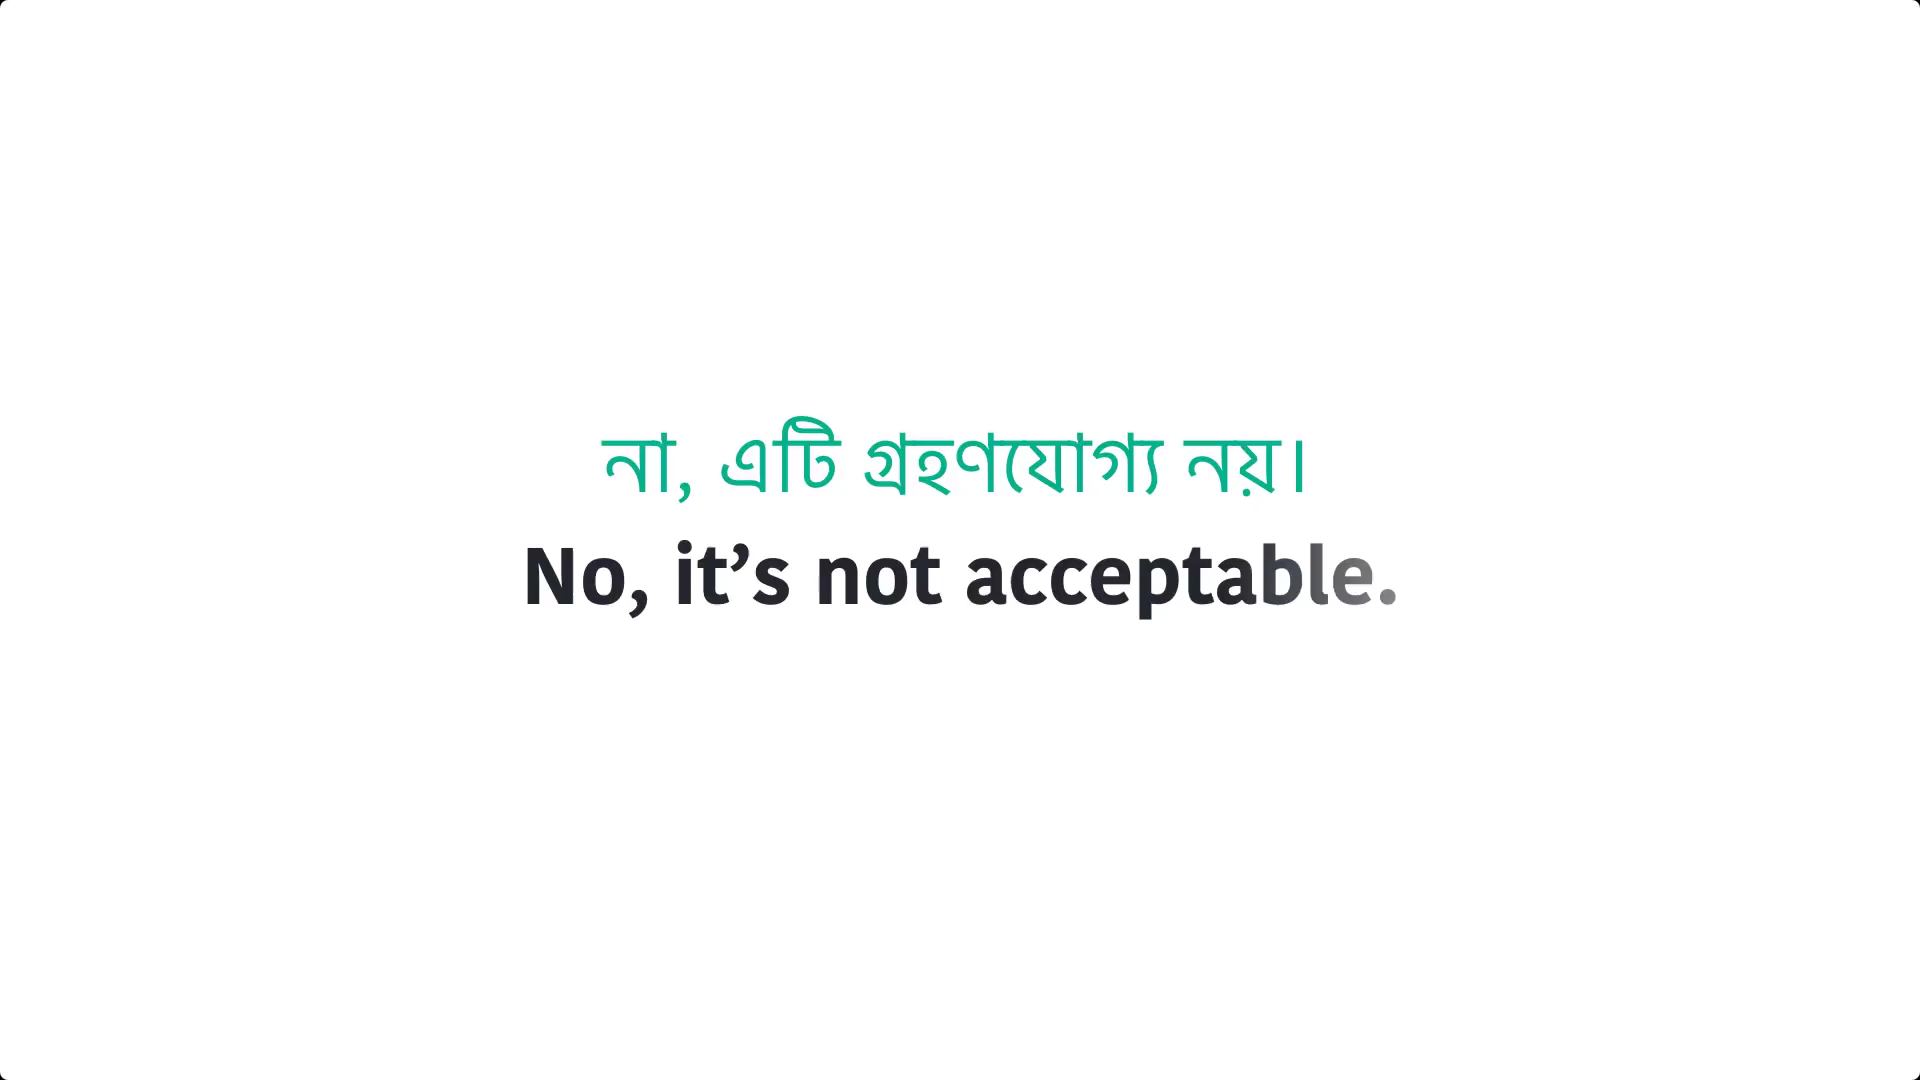 না, এটি গ্রহণযোগ্য নয়।
No, it’s not acceptable.